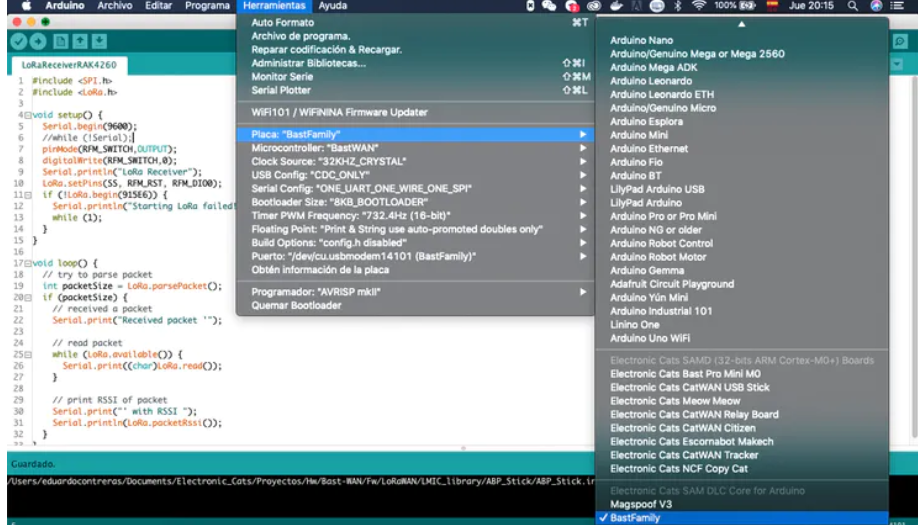 Arduino Archivo Editar Programa Herramientas Ayuda
100% Jue 20:15
LoRaReceiverRAK4260
1 #include <SPI.h>
2 #include <LoRa.h>
3
4 void setup() {
5 Serial.begin(9600);
6 //while (!Serial);
7 pinMode(RFM_SWITCH,OUTPUT);
8 digitalWrite(RFM_SWITCH,0);
9 Serial.println("LoRa Receiver");
10 LoRa.setPins(SS, RFM_RST, RFM_DIO0);
11 if (!LoRa.begin(915E6)) {
12 Serial.println("Starting LoRa failed!
13 while (1);
14 }
15 }
16
17 void loop() {
18 // try to parse packet
19 int packetSize = LoRa.parsePacket();
20 if (packetSize) {
21 // received a packet
22 Serial.print("Received packet '");
23
24 // read packet
25 while (LoRa.available()) {
26 Serial.print((char)LoRa.read());
27 }
28
29 // print RSSI of packet
30 Serial.print("' with RSSI ");
31 Serial.println(LoRa.packetRssi());
32 }
Guardado.
/Users/eduardocontreras/Documents/Electronic_Cats/Proyectos/Hw/Bast-WAN/Fw/LoRaWAN/LMIC_library/ABP_Stick/ABP_Stick.in
Auto Formato ⌘T
Archivo de programa.
Reparar codificación & Recargar.
Administrar Bibliotecas... ⇧⌘I
Monitor Serie ⇧⌘M
Serial Plotter ⇧⌘L
WiFi101 / WiFiNINA Firmware Updater
Placa: "BastFamily"
Microcontroller: "BastWAN"
Clock Source: "32KHZ_CRYSTAL"
USB Config: "CDC_ONLY"
Serial Config: "ONE_UART_ONE_WIRE_ONE_SPI"
Bootloader Size: "8KB_BOOTLOADER"
Timer PWM Frequency: "732.4Hz (16-bit)"
Floating Point: "Print & String use auto-promoted doubles only"
Build Options: "config.h disabled"
Puerto: "/dev/cu.usbmodem14101 (BastFamily)"
Obtén información de la placa
Programador: "AVRISP mkII"
Quemar Bootloader
Arduino Nano
Arduino/Genuino Mega or Mega 2560
Arduino Mega ADK
Arduino Leonardo
Arduino Leonardo ETH
Arduino/Genuino Micro
Arduino Esplora
Arduino Mini
Arduino Ethernet
Arduino Fio
Arduino BT
LilyPad Arduino USB
LilyPad Arduino
Arduino Pro or Pro Mini
Arduino NG or older
Arduino Robot Control
Arduino Robot Motor
Arduino Gemma
Adafruit Circuit Playground
Arduino Yún Mini
Arduino Industrial 101
Linino One
Arduino Uno WiFi
Electronic Cats SAMD (32-bits ARM Cortex-M0+) Boards
Electronic Cats Bast Pro Mini M0
Electronic Cats CatWAN USB Stick
Electronic Cats Meow Meow
Electronic Cats CatWAN Relay Board
Electronic Cats CatWAN Citizen
Electronic Cats Escornabot Makech
Electronic Cats CatWAN Tracker
Electronic Cats NCF Copy Cat
Electronic Cats SAM DLC Core for Arduino
Magspoof V3
✓ BastFamily